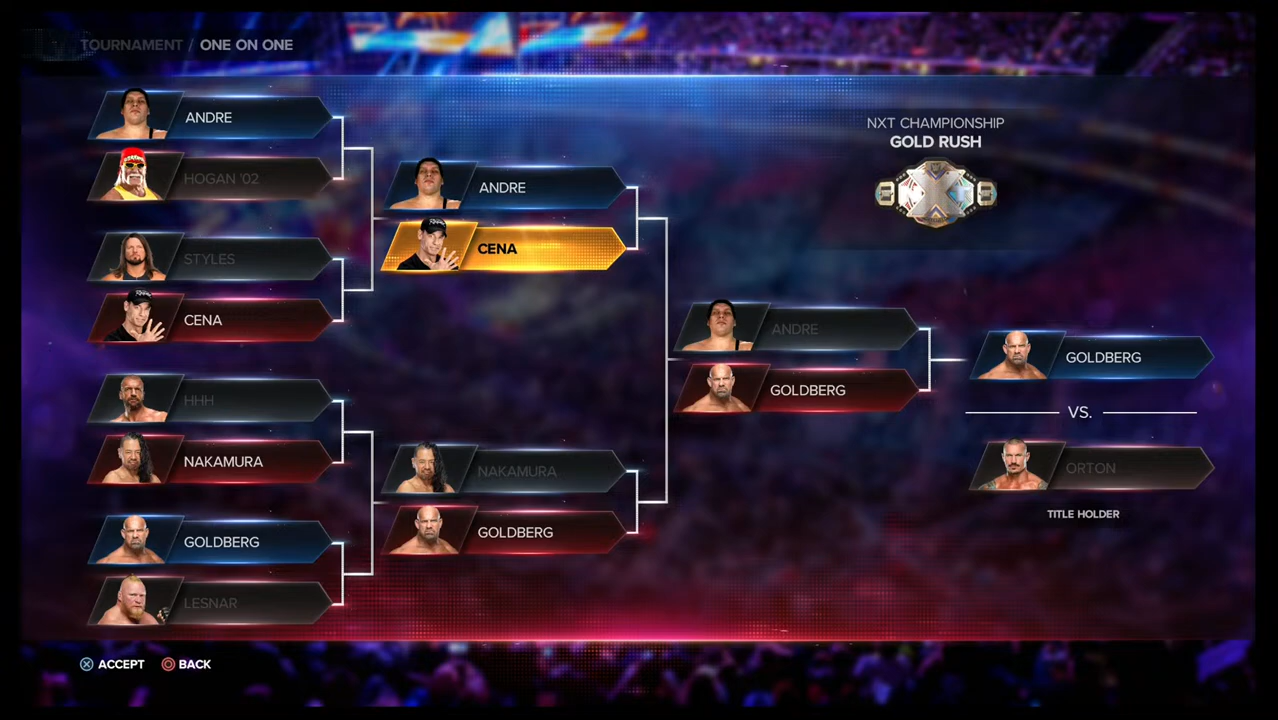 TOURNAMENT / ONE ON ONE
ANDRE
HOGAN '02
STYLES
CENA
HHH
NAKAMURA
GOLDBERG
LESNAR
ANDRE
CENA
NAKAMURA
GOLDBERG
ANDRE
GOLDBERG
NXT CHAMPIONSHIP
GOLD RUSH
GOLDBERG
VS.
ORTON
TITLE HOLDER
ACCEPT BACK